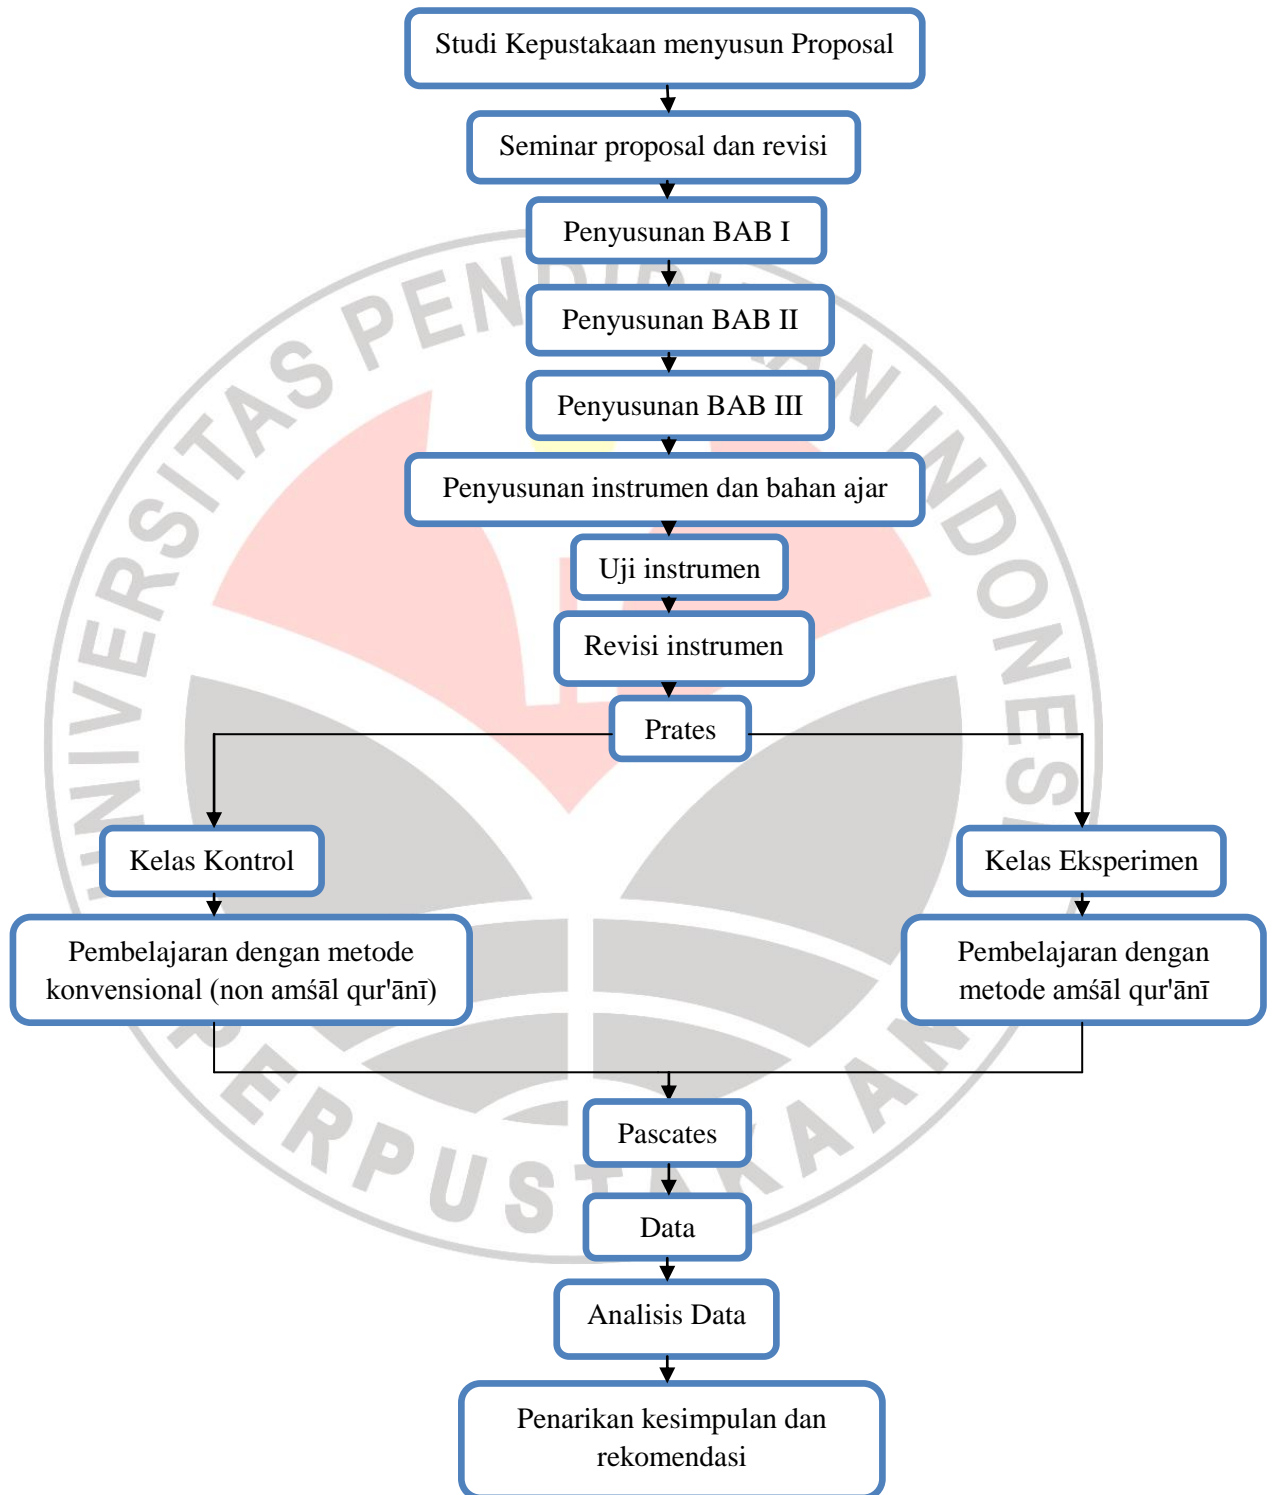 Studi Kepustakaan menyusun Proposal
Seminar proposal dan revisi
Penyusunan BAB I
Penyusunan BAB II
Penyusunan BAB III
Penyusunan instrumen dan bahan ajar
Uji instrumen
Revisi instrumen
Prates
Kelas Kontrol
Kelas Eksperimen
Pembelajaran dengan metode
konvensional (non amśāl qur'ānī)
Pembelajaran dengan
metode amśāl qur'ānī
Pascates
Data
Analisis Data
Penarikan kesimpulan dan
rekomendasi
UNIVERSITAS PENDIDIKAN INDONESIA
PERPUSTAKAAN